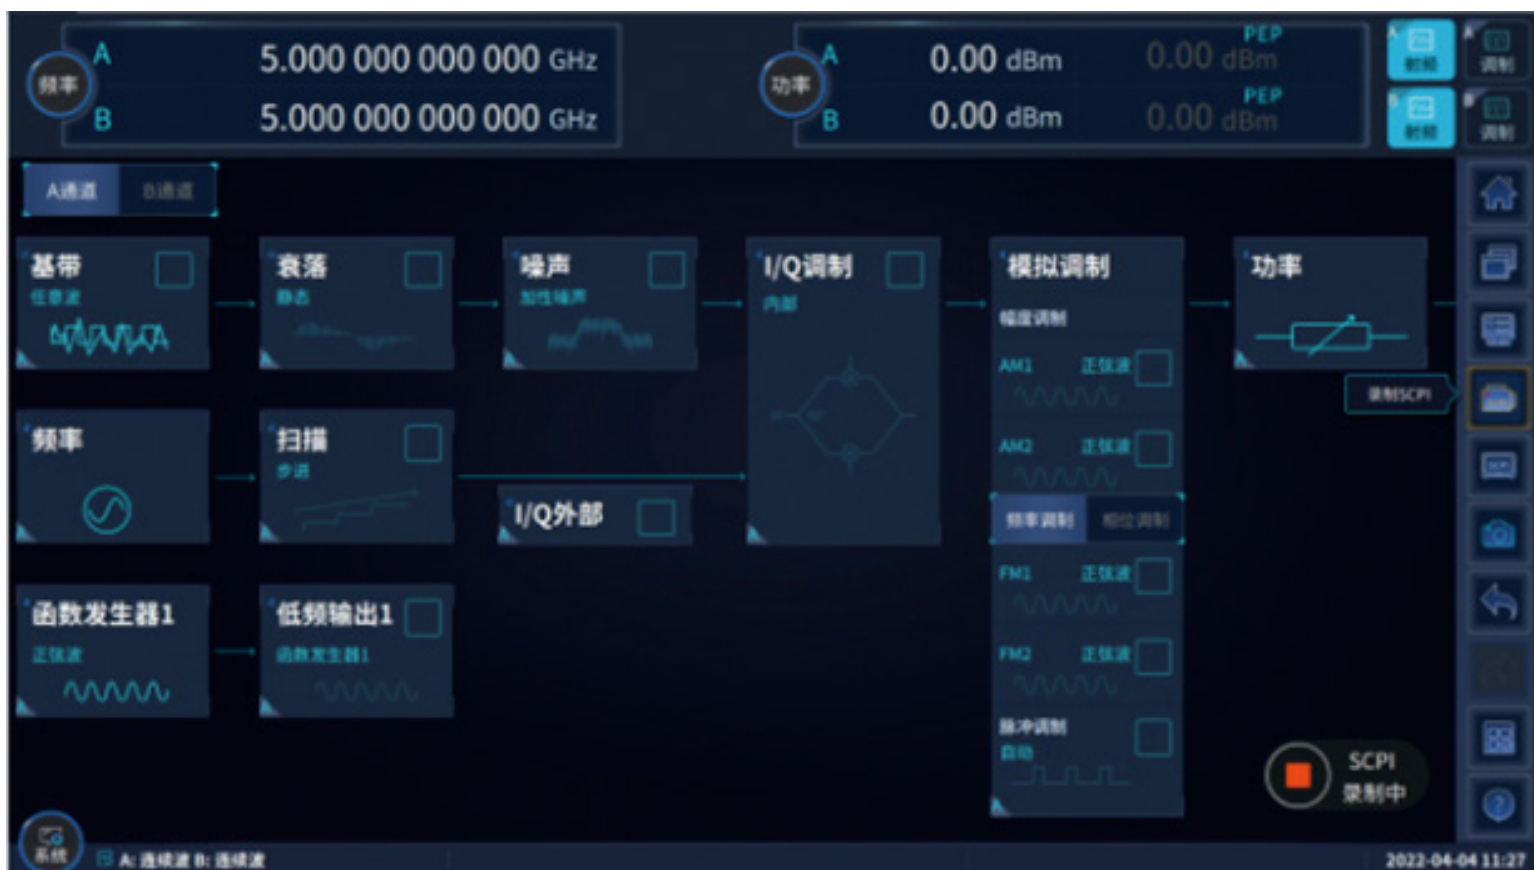 频率
A 5.000 000 000 000 GHz
B 5.000 000 000 000 GHz
功率
A 0.00 dBm PEP 0.00 dBm
B 0.00 dBm PEP 0.00 dBm
A 射频
A 调制
B 射频
B 调制
A通道 B通道
基带
任意波
A
衰落
静态
A
噪声
加性噪声
A
I/Q调制
内部
A
模拟调制
幅度调制
AM1 正弦波
AM2 正弦波
频率调制 相位调制
FM1 正弦波
FM2 正弦波
脉冲调制
自动
A
功率
A
录制SCPI
SCPI
频率
A
扫描
步进
A
I/Q外部
A
函数发生器1
正弦波
A
低频输出1
函数发生器1
A
SCPI
录制中
系统
A: 连续波 B: 连续波
2022-04-04 11:27